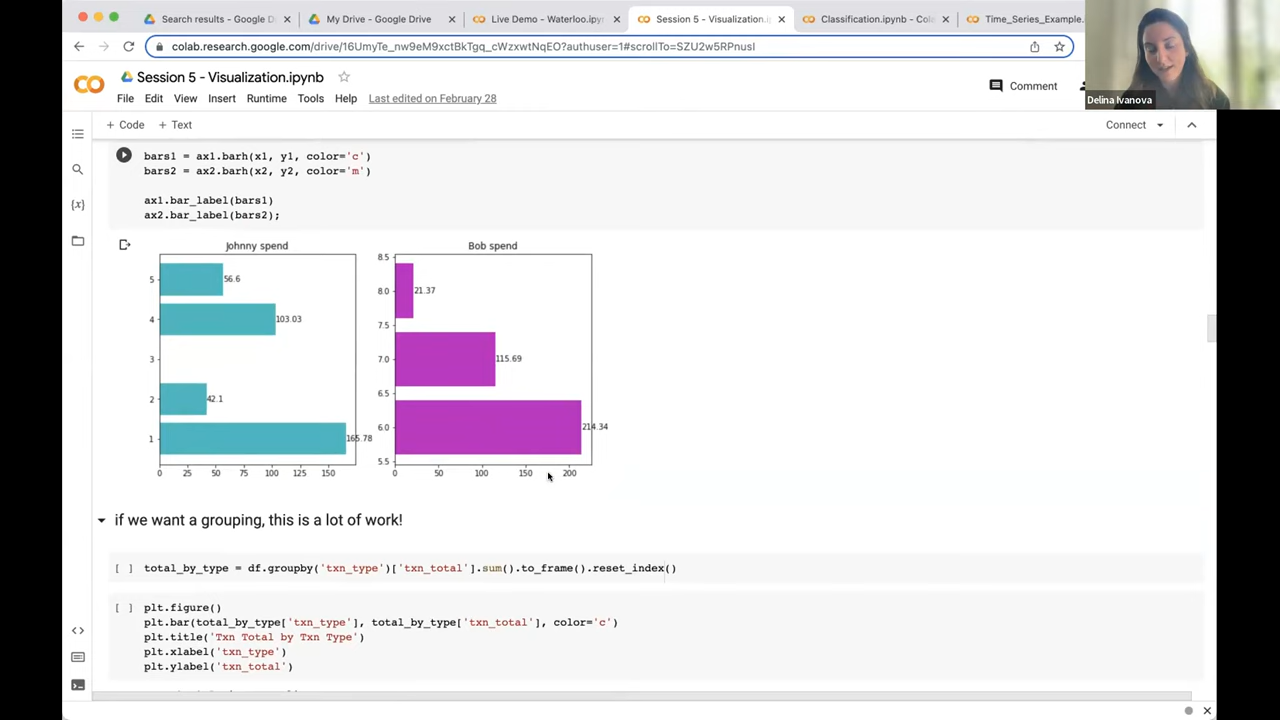 Search results - Google D
My Drive - Google Drive
Live Demo - Waterloo.ipyn
Session 5 - Visualization.i
Classification.ipynb - Col
Time_Series_Example.
colab.research.google.com/drive/16UmyTe_nw9eM9xctBkTgq_cWzxwtNqEO?authuser=1#scrollTo=SZU2w5RPnusI
Session 5 - Visualization.ipynb
File Edit View Insert Runtime Tools Help Last edited on February 28
Comment
Delina Ivanova
+ Code + Text
Connect
bars1 = ax1.barh(x1, y1, color='c')
bars2 = ax2.barh(x2, y2, color='m')
ax1.bar_label(bars1)
ax2.bar_label(bars2);
Johnny spend
5
4
3
2
1
56.6
103.03
42.1
165.78
0 25 50 75 100 125 150
Bob spend
8.5
8.0
7.5
7.0
6.5
6.0
5.5
21.37
115.69
214.34
0 50 100 150 200
if we want a grouping, this is a lot of work!
[ ] total_by_type = df.groupby('txn_type')['txn_total'].sum().to_frame().reset_index()
[ ] plt.figure()
plt.bar(total_by_type['txn_type'], total_by_type['txn_total'], color='c')
plt.title('Txn Total by Txn Type')
plt.xlabel('txn_type')
plt.ylabel('txn_total')